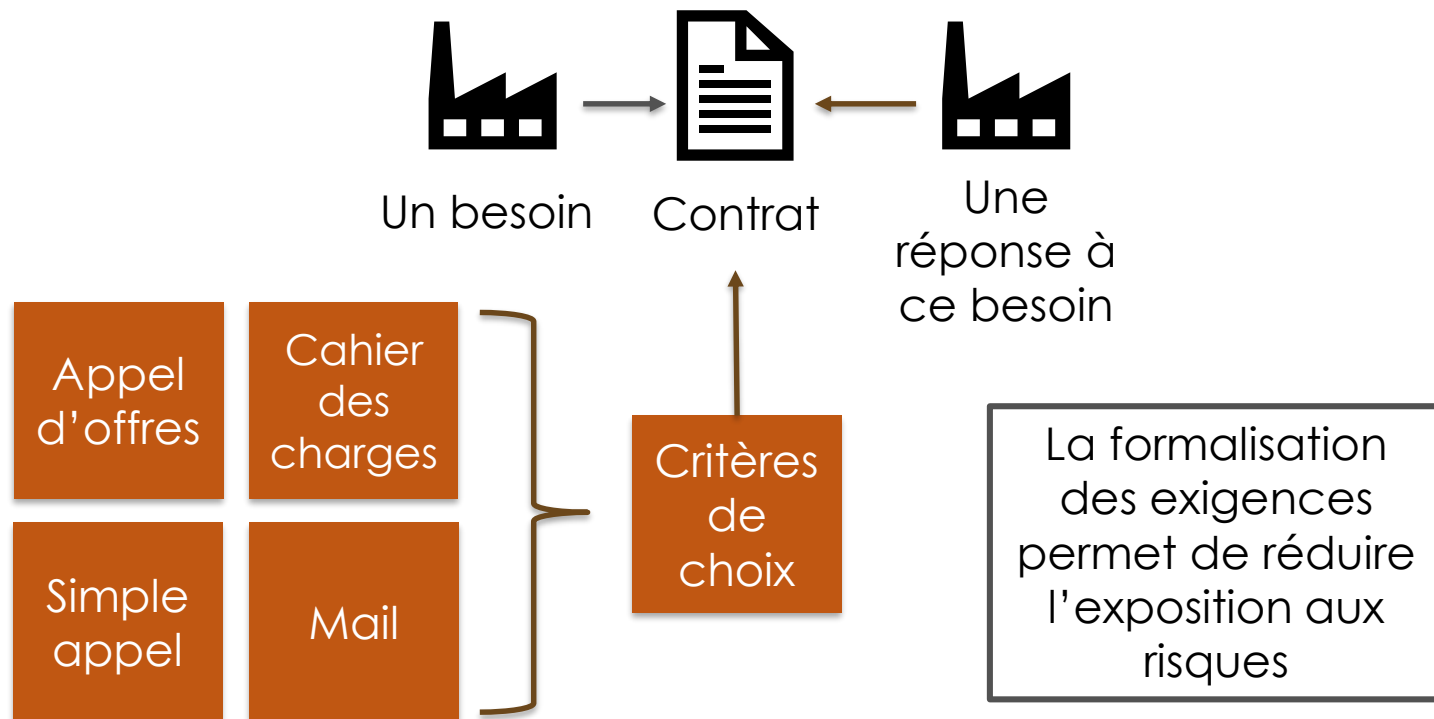 Un besoin
Contrat
Une
réponse à
ce besoin
Appel
d’offres
Cahier
des
charges
Simple
appel
Mail
Critères
de
choix
La formalisation
des exigences
permet de réduire
l’exposition aux
risques